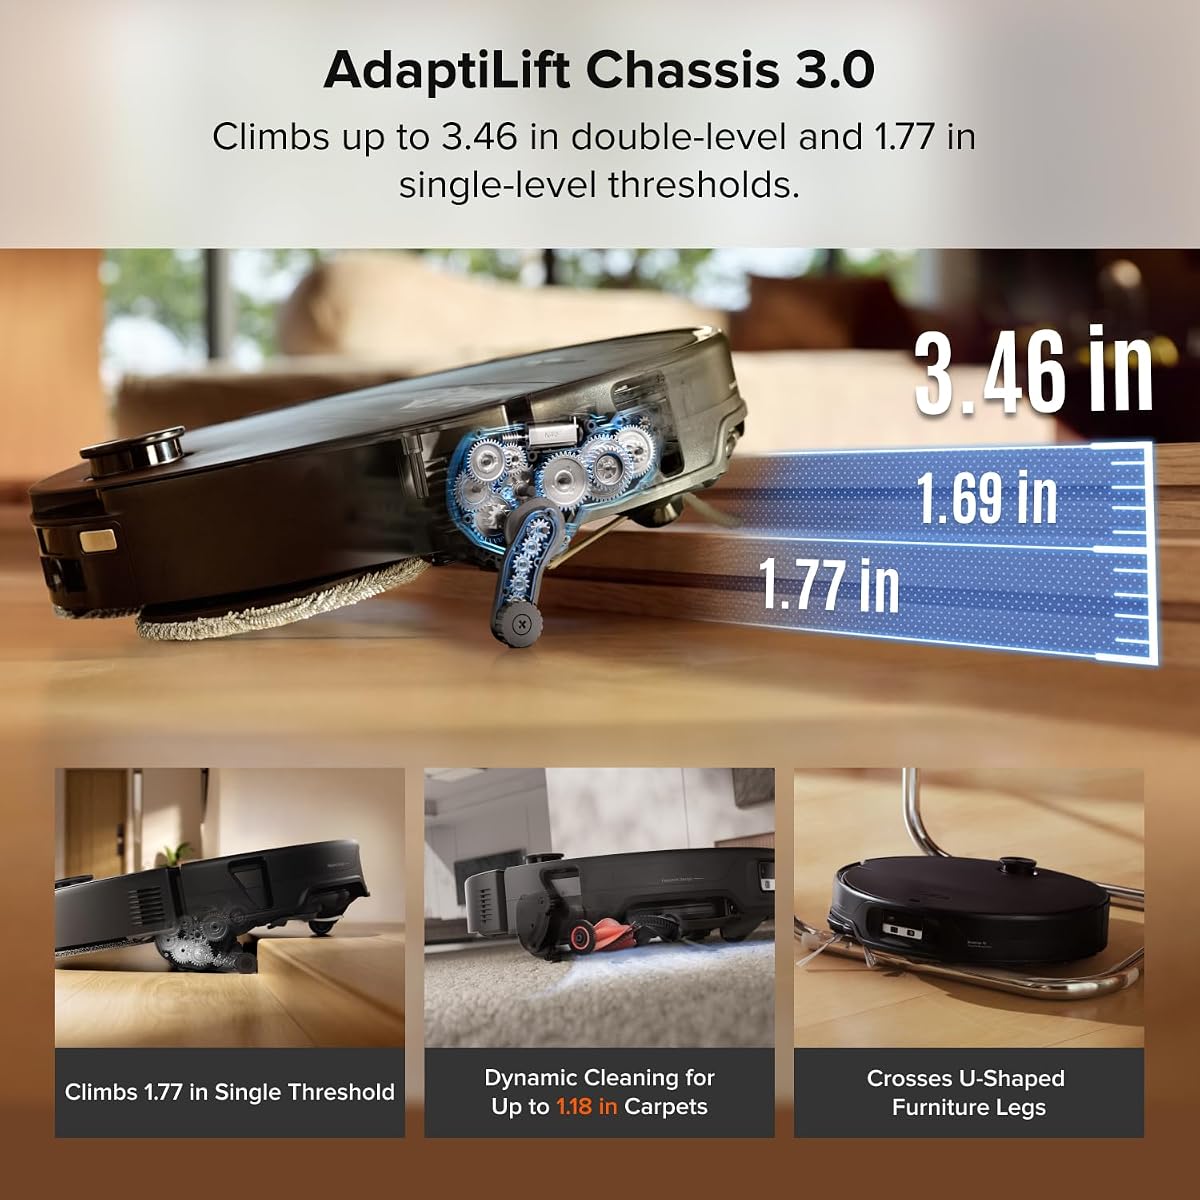 AdaptiLift Chassis 3.0
Climbs up to 3.46 in double-level and 1.77 in
single-level thresholds.
3.46 in
1.69 in
1.77 in
Climbs 1.77 in Single Threshold
Dynamic Cleaning for
Up to 1.18 in Carpets
Crosses U-Shaped
Furniture Legs